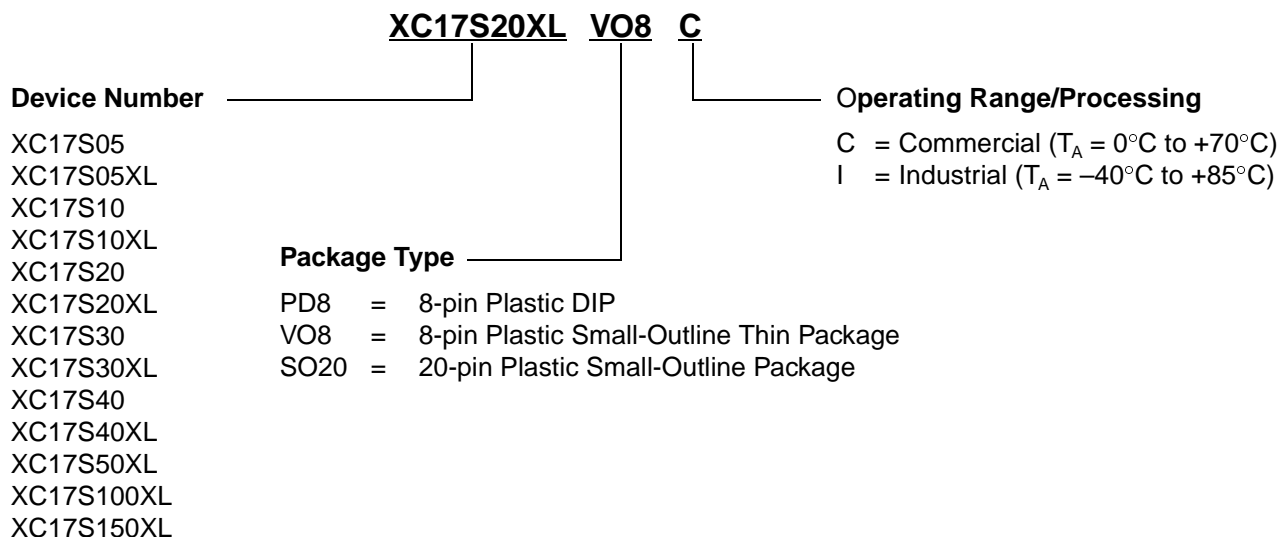 XC17S20XL VO8 C
Device Number
XC17S05
XC17S05XL
XC17S10
XC17S10XL
XC17S20
XC17S20XL
XC17S30
XC17S30XL
XC17S40
XC17S40XL
XC17S50XL
XC17S100XL
XC17S150XL
Package Type
PD8 = 8-pin Plastic DIP
VO8 = 8-pin Plastic Small-Outline Thin Package
SO20 = 20-pin Plastic Small-Outline Package
Operating Range/Processing
C = Commercial (TA = 0°C to +70°C)
I = Industrial (TA = –40°C to +85°C)